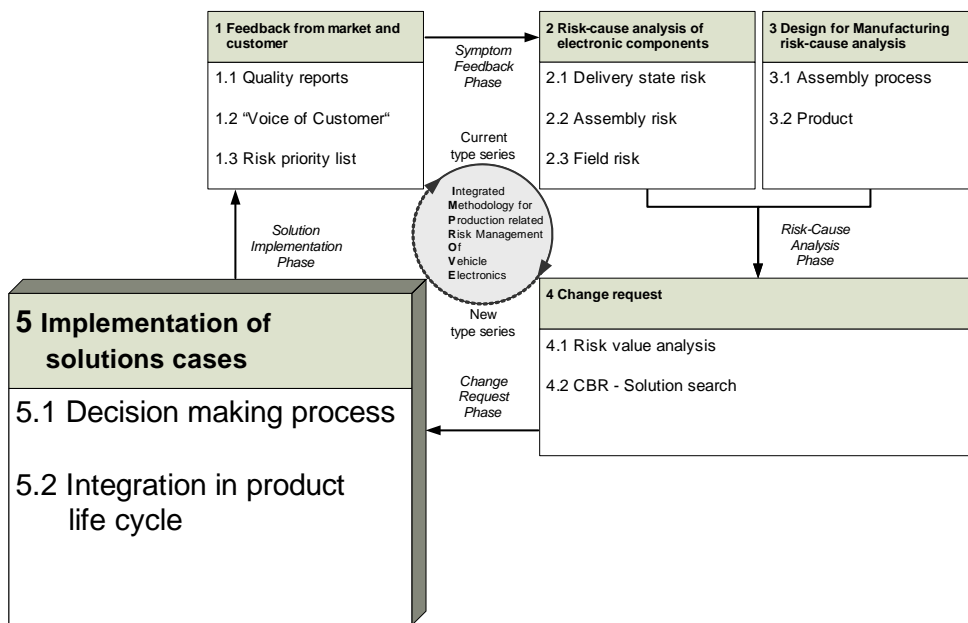 1 Feedback from market and
customer
1.1 Quality reports
1.2 “Voice of Customer“
1.3 Risk priority list
Symptom
Feedback
Phase
2 Risk-cause analysis of
electronic components
2.1 Delivery state risk
2.2 Assembly risk
2.3 Field risk
3 Design for Manufacturing
risk-cause analysis
3.1 Assembly process
3.2 Product
Current
type series
Integrated
Methodology for
Production related
Risk Management
Of
Vehicle
Electronics
New
type series
Solution
Implementation
Phase
Risk-Cause
Analysis
Phase
4 Change request
4.1 Risk value analysis
4.2 CBR - Solution search
Change
Request
Phase
5 Implementation of
solutions cases
5.1 Decision making process
5.2 Integration in product
life cycle